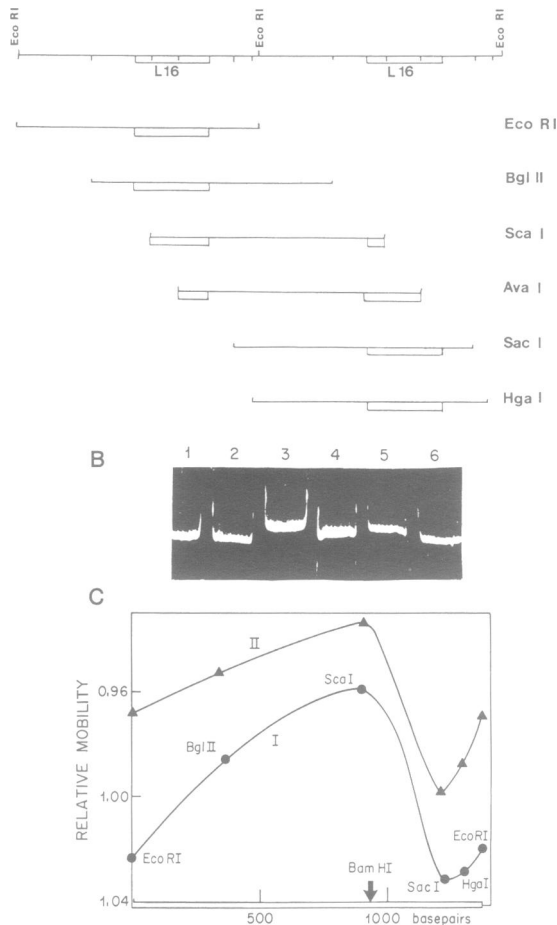 Eco RI
Eco RI
Eco RI
L16
L16
Eco RI
Bgl II
Sca I
Ava I
Sac I
Hga I
B
1 2 3 4 5 6
C
RELATIVE MOBILITY
0.96
1.00
1.04
II
I
Sca I
Bgl II
Eco RI
Bam HI
Eco RI
Sac I
Hga I
500
1000
basepairs